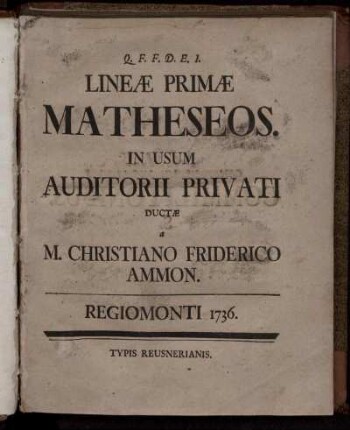 Q. F. F. D. E. I.
LINEÆ PRIMÆ
MATHESEOS.
IN USUM
AUDITORII PRIVATI
DUCTÆ
a
M. CHRISTIANO FRIDERICO
AMMON.
REGIOMONTI 1736.
TYPIS REUSNERIANIS.